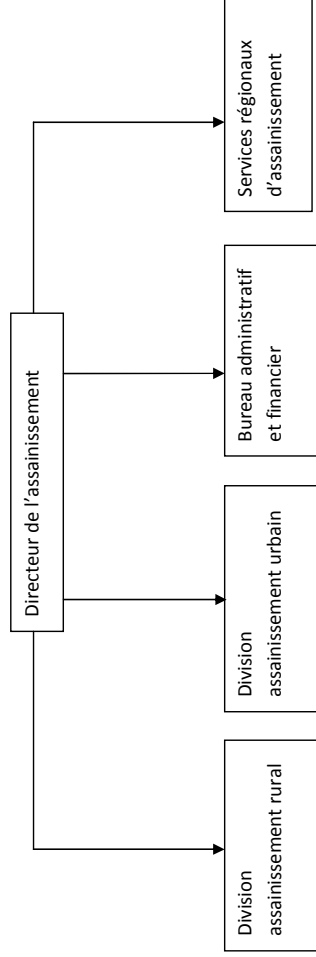 Directeur de l’assainissement
Division
assainissement rural
Division
assainissement urbain
Bureau administratif
et financier
Services régionaux
d’assainissement